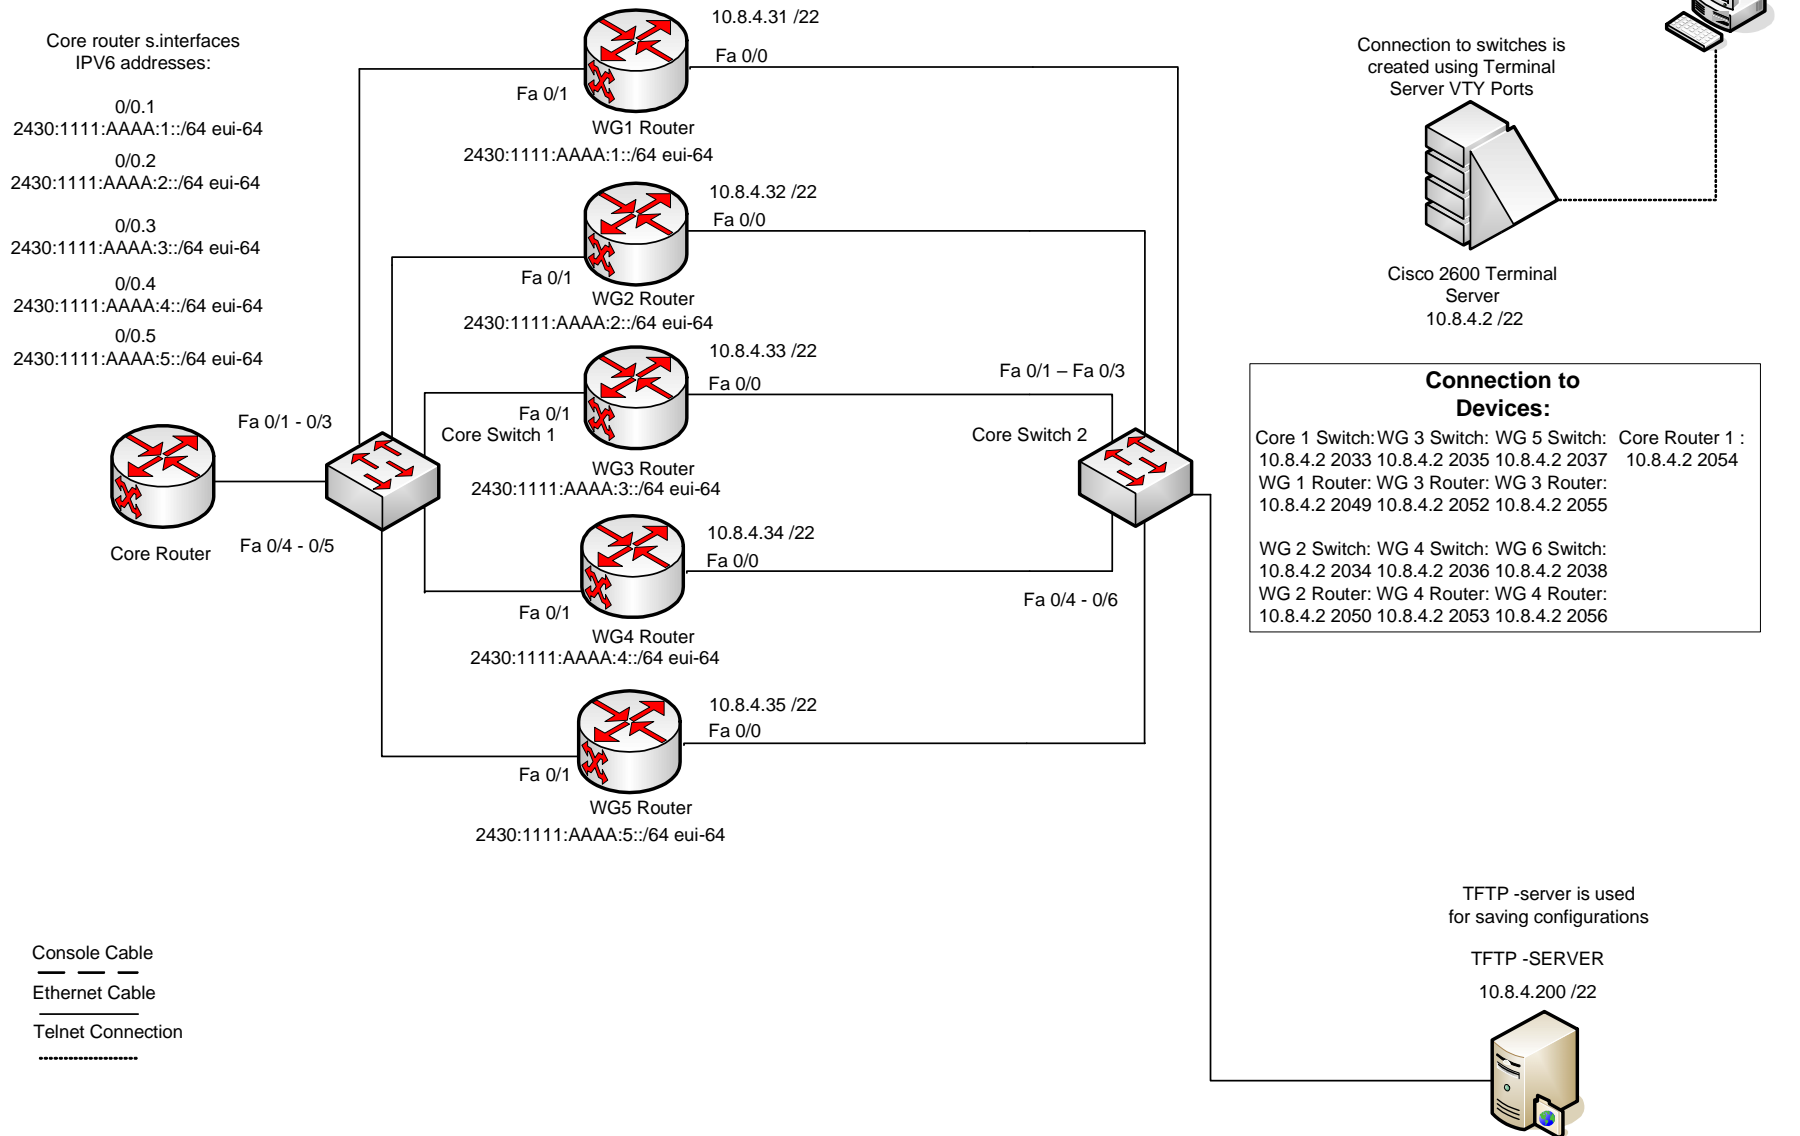 Core router s.interfaces
IPV6 addresses:
0/0.1
2430:1111:AAAA:1::/64 eui-64
0/0.2
2430:1111:AAAA:2::/64 eui-64
0/0.3
2430:1111:AAAA:3::/64 eui-64
0/0.4
2430:1111:AAAA:4::/64 eui-64
0/0.5
2430:1111:AAAA:5::/64 eui-64
Fa 0/1 - 0/3
Core Router
Fa 0/4 - 0/5
Core Switch 1
10.8.4.31 /22
Fa 0/0
Fa 0/1
WG1 Router
2430:1111:AAAA:1::/64 eui-64
10.8.4.32 /22
Fa 0/0
Fa 0/1
WG2 Router
2430:1111:AAAA:2::/64 eui-64
10.8.4.33 /22
Fa 0/0
Fa 0/1
WG3 Router
2430:1111:AAAA:3::/64 eui-64
10.8.4.34 /22
Fa 0/0
Fa 0/1
WG4 Router
2430:1111:AAAA:4::/64 eui-64
10.8.4.35 /22
Fa 0/0
Fa 0/1
WG5 Router
2430:1111:AAAA:5::/64 eui-64
Fa 0/1 – Fa 0/3
Core Switch 2
Fa 0/4 - 0/6
Connection to switches is
created using Terminal
Server VTY Ports
Cisco 2600 Terminal
Server
10.8.4.2 /22
Connection to
Devices:
Core 1 Switch: WG 3 Switch: WG 5 Switch: Core Router 1 :
10.8.4.2 2033 10.8.4.2 2035 10.8.4.2 2037 10.8.4.2 2054
WG 1 Router: WG 3 Router: WG 3 Router:
10.8.4.2 2049 10.8.4.2 2052 10.8.4.2 2055
WG 2 Switch: WG 4 Switch: WG 6 Switch:
10.8.4.2 2034 10.8.4.2 2036 10.8.4.2 2038
WG 2 Router: WG 4 Router: WG 4 Router:
10.8.4.2 2050 10.8.4.2 2053 10.8.4.2 2056
TFTP -server is used
for saving configurations
TFTP -SERVER
10.8.4.200 /22
Console Cable
Ethernet Cable
Telnet Connection